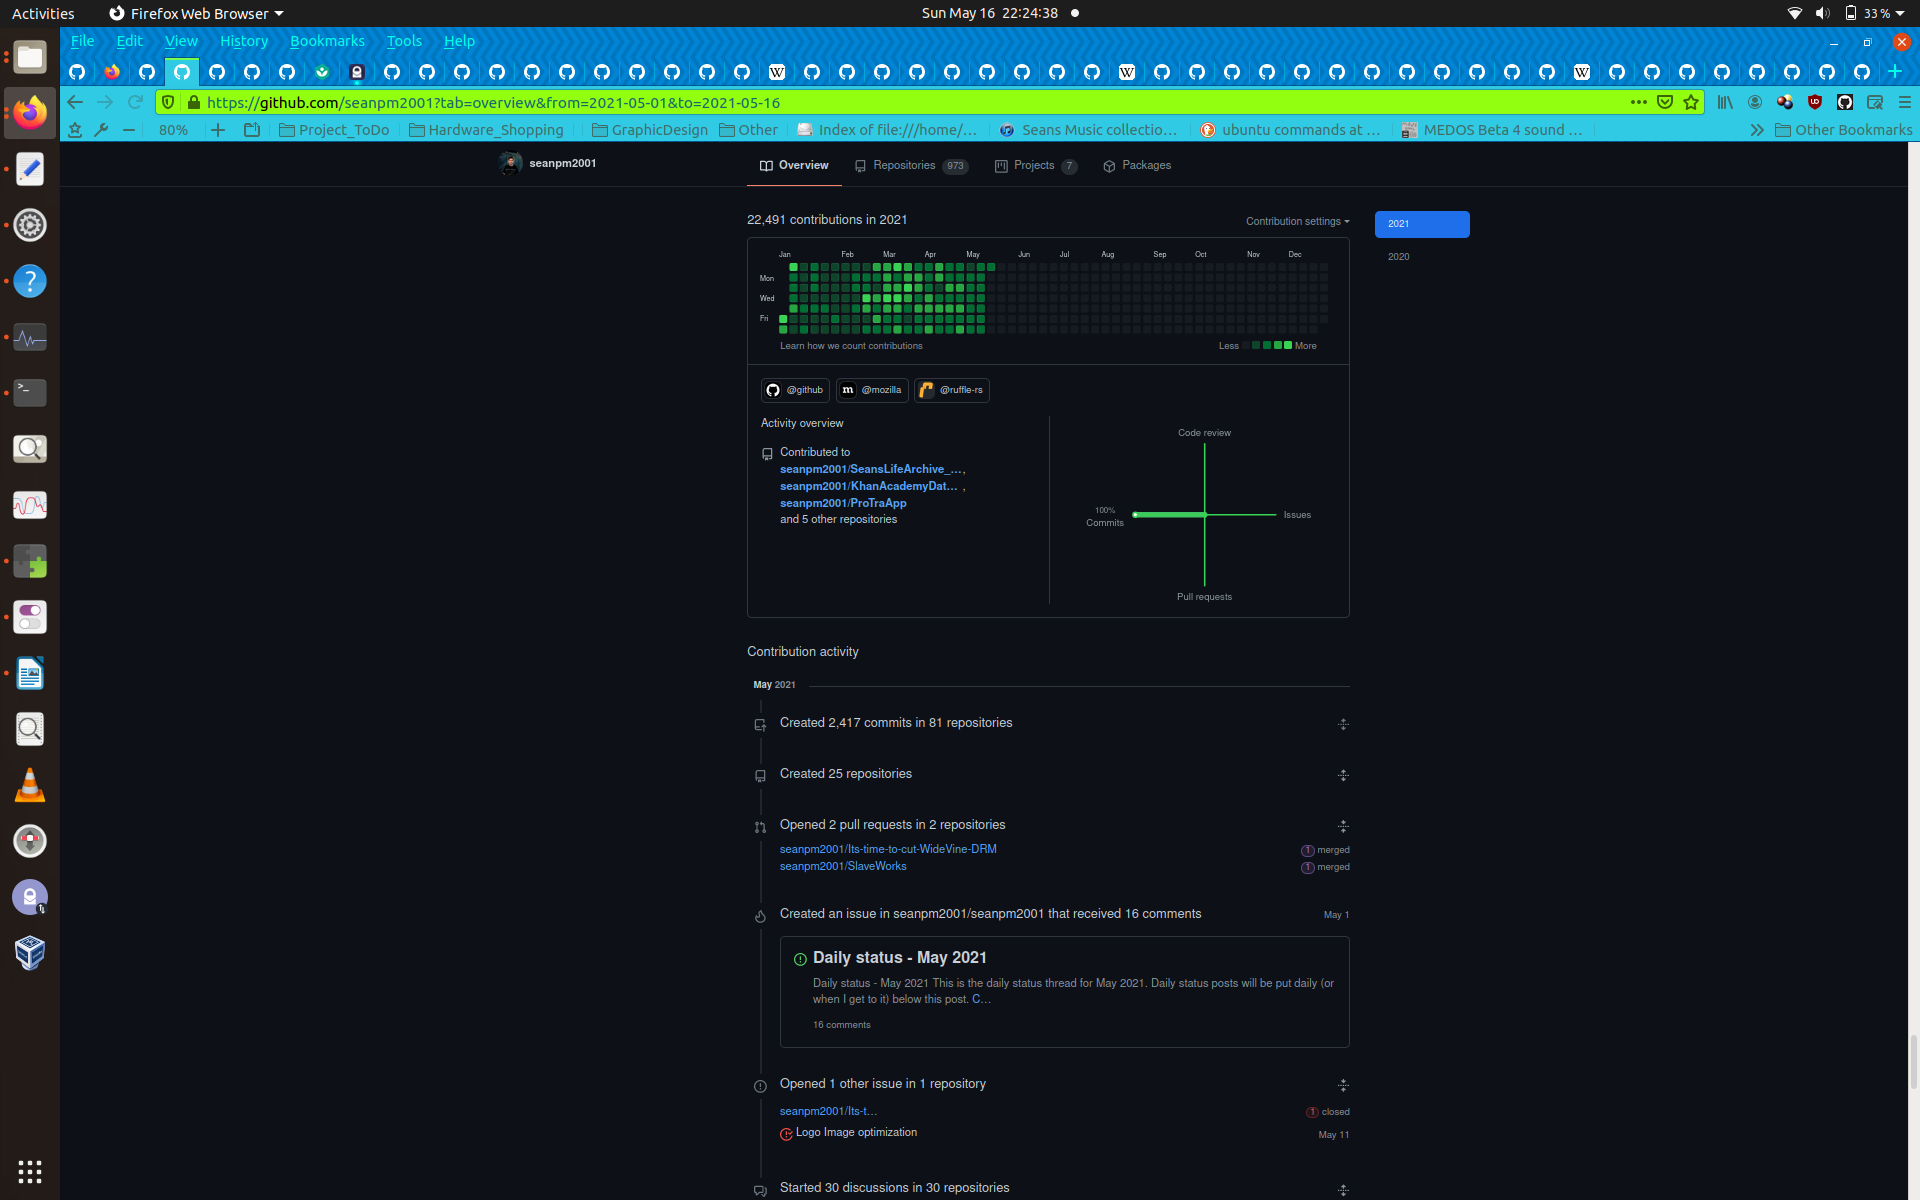 Activities
Firefox Web Browser
Sun May 16 22:24:38
33 %
File Edit View History Bookmarks Tools Help
https://github.com/seanpm2001?tab=overview&from=2021-05-01&to=2021-05-16
80%
Project_ToDo
Hardware_Shopping
GraphicDesign
Other
Index of file:///home/...
Seans Music collectio...
ubuntu commands at ...
MEDOS Beta 4 sound ...
Other Bookmarks
seanpm2001
Overview
Repositories 973
Projects 7
Packages
22,491 contributions in 2021
Contribution settings
2021
2020
Jan Feb Mar Apr May Jun Jul Aug Sep Oct Nov Dec
Mon
Wed
Fri
Learn how we count contributions
Less More
@github
@mozilla
@ruffle-rs
Activity overview
Contributed to
seanpm2001/SeansLifeArchive_...,
seanpm2001/KhanAcademyDat... ,
seanpm2001/ProTraApp
and 5 other repositories
Code review
100%
Commits
Issues
Pull requests
Contribution activity
May 2021
Created 2,417 commits in 81 repositories
Created 25 repositories
Opened 2 pull requests in 2 repositories
seanpm2001/Its-time-to-cut-WideVine-DRM 1 merged
seanpm2001/SlaveWorks 1 merged
Created an issue in seanpm2001/seanpm2001 that received 16 comments May 1
Daily status - May 2021
Daily status - May 2021 This is the daily status thread for May 2021. Daily status posts will be put daily (or
when I get to it) below this post. C...
16 comments
Opened 1 other issue in 1 repository
seanpm2001/Its-t... 1 closed
Logo Image optimization May 11
Started 30 discussions in 30 repositories